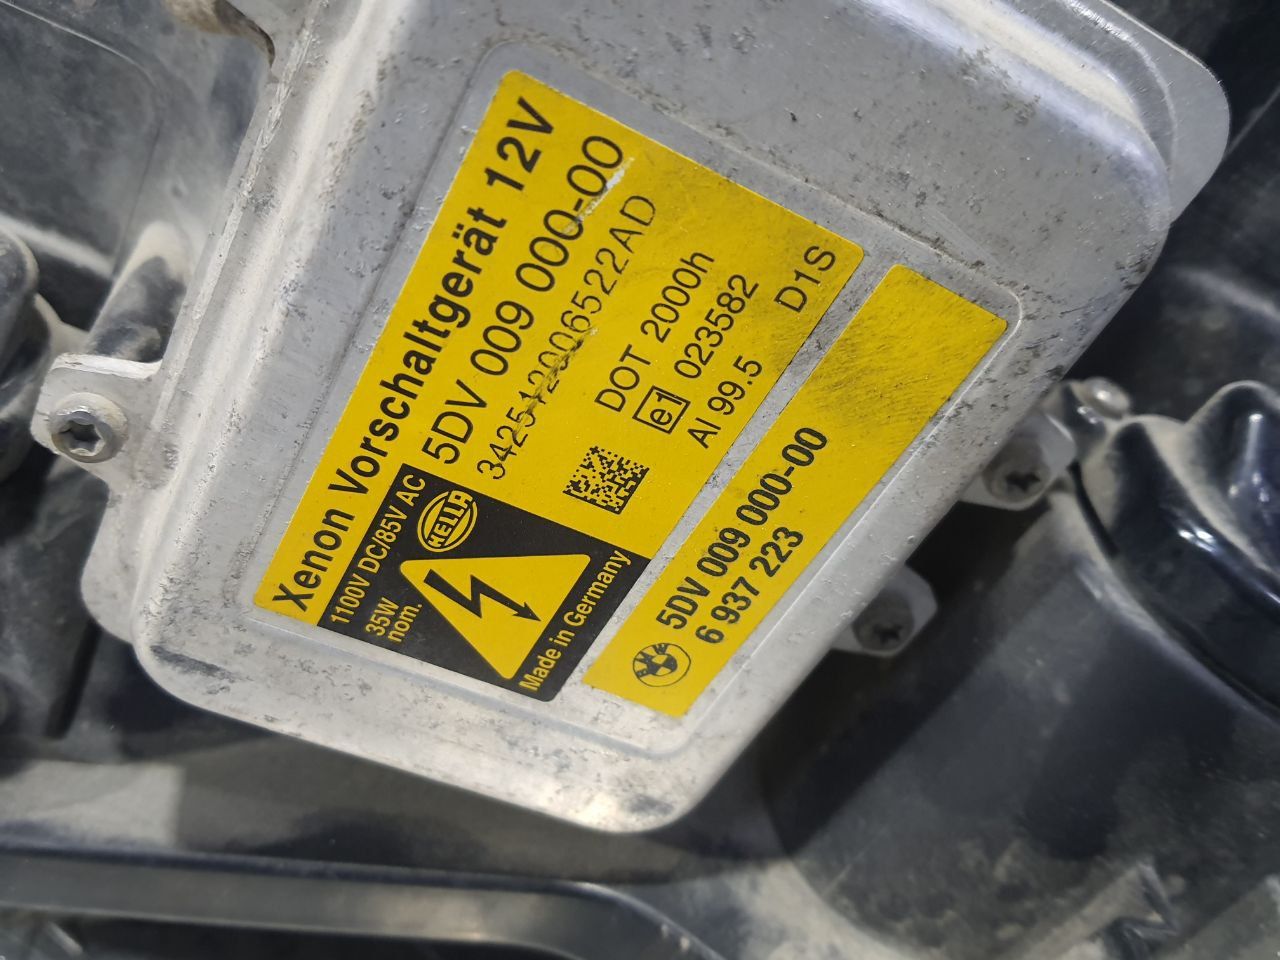 Xenon Vorschaltgerät 12V
5DV 009 000-00
3425120006522AD
DOT 2000h
e1 023582
AI 99.5 D1S
1100V DC/85V AC
35W
nom.
HELLA
Made in Germany
BMW
5DV 009 000-00
6 937 223